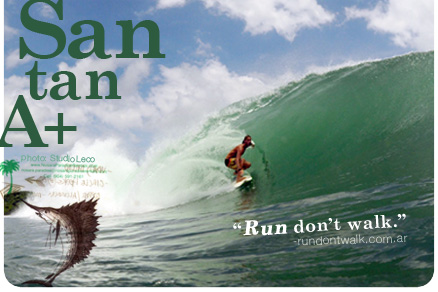 San
tan
A+
Photo: Studio Leco
“Run don’t walk.”
-rundontwalk.com.ar